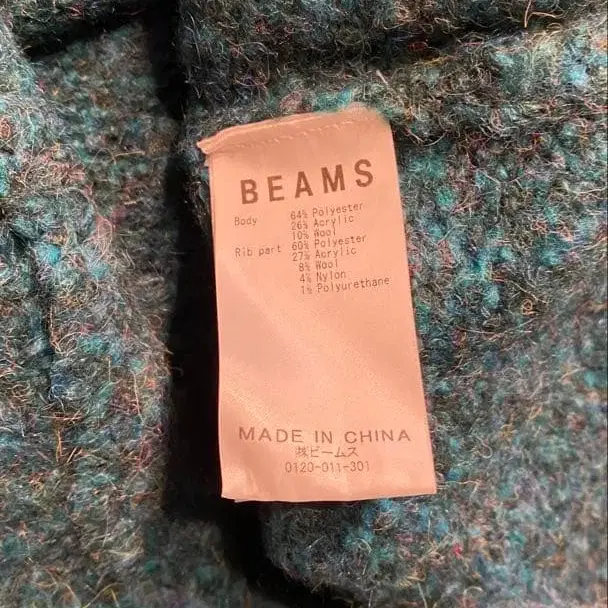 BEAMS
Body 64% Polyester
26% Acrylic
10% Wool
Rib part 60% Polyester
27% Acrylic
8% Wool
4% Nylon
1% Polyurethane
MADE IN CHINA
㈱ビームス
0120-011-301